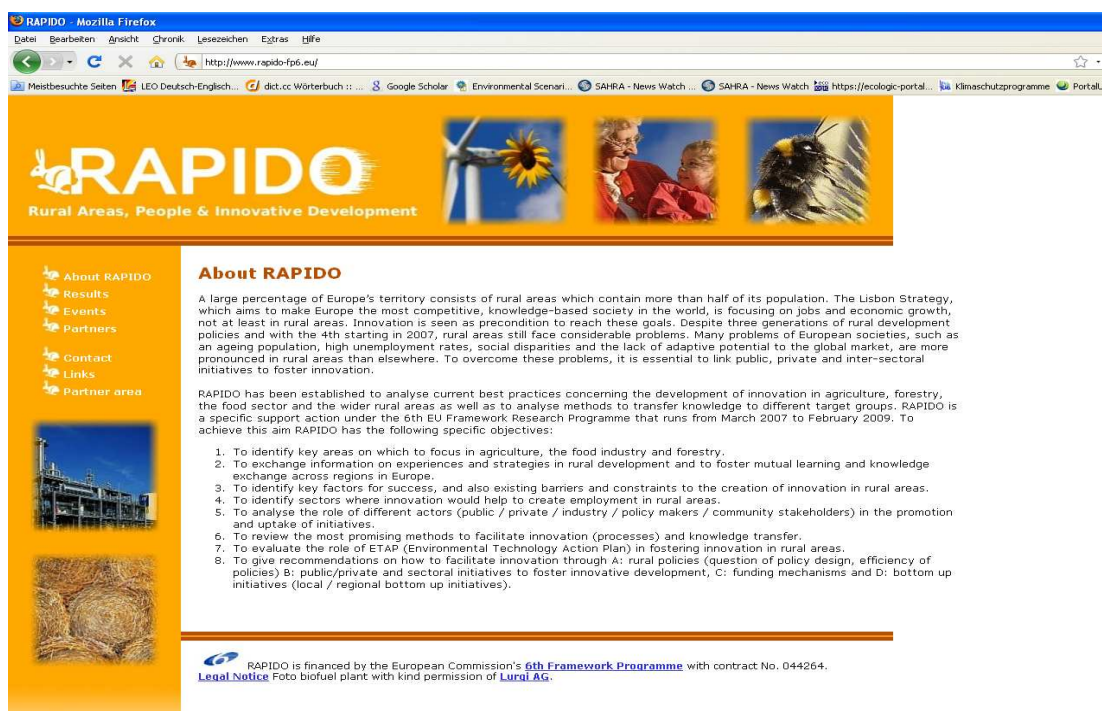 RAPIDO - Mozilla Firefox
Datei Bearbeiten Ansicht Chronik Lesezeichen Extras Hilfe
http://www.rapido-fp6.eu/
Meistbesuchte Seiten LEO Deutsch-Englisch... dict.cc Wörterbuch :: ... Google Scholar Environmental Scenari... SAHRA - News Watch ... SAHRA - News Watch https://ecologic-portal... Klimaschutzprogramme PortalU
RAPIDO
Rural Areas, People & Innovative Development
About RAPIDO
Results
Events
Partners
Contact
Links
Partner area
About RAPIDO
A large percentage of Europe's territory consists of rural areas which contain more than half of its population. The Lisbon Strategy,
which aims to make Europe the most competitive, knowledge-based society in the world, is focusing on jobs and economic growth,
not at least in rural areas. Innovation is seen as precondition to reach these goals. Despite three generations of rural development
policies and with the 4th starting in 2007, rural areas still face considerable problems. Many problems of European societies, such as
an ageing population, high unemployment rates, social disparities and the lack of adaptive potential to the global market, are more
pronounced in rural areas than elsewhere. To overcome these problems, it is essential to link public, private and inter-sectoral
initiatives to foster innovation.
RAPIDO has been established to analyse current best practices concerning the development of innovation in agriculture, forestry,
the food sector and the wider rural areas as well as to analyse methods to transfer knowledge to different target groups. RAPIDO is
a specific support action under the 6th EU Framework Research Programme that runs from March 2007 to February 2009. To
achieve this aim RAPIDO has the following specific objectives:
1. To identify key areas on which to focus in agriculture, the food industry and forestry.
2. To exchange information on experiences and strategies in rural development and to foster mutual learning and knowledge
exchange across regions in Europe.
3. To identify key factors for success, and also existing barriers and constraints to the creation of innovation in rural areas.
4. To identify sectors where innovation would help to create employment in rural areas.
5. To analyse the role of different actors (public / private / industry / policy makers / community stakeholders) in the promotion
and uptake of initiatives.
6. To review the most promising methods to facilitate innovation (processes) and knowledge transfer.
7. To evaluate the role of ETAP (Environmental Technology Action Plan) in fostering innovation in rural areas.
8. To give recommendations on how to facilitate innovation through A: rural policies (question of policy design, efficiency of
policies) B: public/private and sectoral initiatives to foster innovative development, C: funding mechanisms and D: bottom up
initiatives (local / regional bottom up initiatives).
RAPIDO is financed by the European Commission's 6th Framework Programme with contract No. 044264.
Legal Notice Foto biofuel plant with kind permission of Lurgi AG.